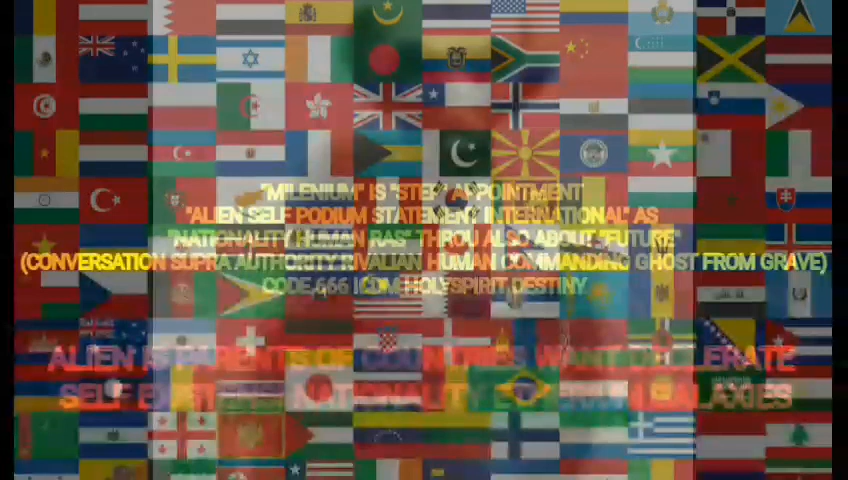 "MILENIUM" IS "STEP" APPOINTMENT
"ALIEN SELF PODIUM STATEMENT INTERNATIONAL" AS
"NATIONALITY HUMAN RAS" THROU ALSO ABOUT "FUTURE"
(CONVERSATION SUPRA AUTHORITY RIVALIAN HUMAN COMMANDING GHOST FROM GRAVE)
CODE.666 ICON HOLYSPIRIT.DESTINY
ALIEN IS PARENTS OF COUNTRIES WANT DECLERATE
SELF NATIONALITY GALAXIES